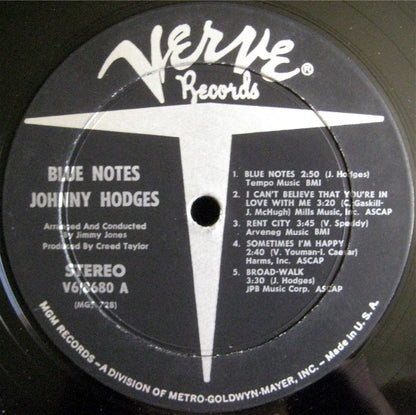 Verve®
Records
BLUE NOTES
JOHNNY HODGES
Arranged And Conducted
By Jimmy Jones
Produced By Creed Taylor
STEREO
V6/8680 A
(MGS-728)
1. BLUE NOTES 2:50 (J. Hodges)
Tempo Music BMI
2. I CAN'T BELIEVE THAT YOU'RE IN
LOVE WITH ME 3:20 (C. Gaskill-
J. McHugh) Mills Music, Inc. ASCAP
3. RENT CITY 3:45 (V. Speddy)
Arveneg Music BMI
4. SOMETIMES I'M HAPPY
2:40 (V. Youman-I. Caesar)
Harms, Inc. ASCAP
5. BROAD-WALK
3:30 (J. Hodges)
JPB Music Corp. ASCAP
MGM RECORDS—A DIVISION OF METRO-GOLDWYN-MAYER, INC.—Made in U.S.A.